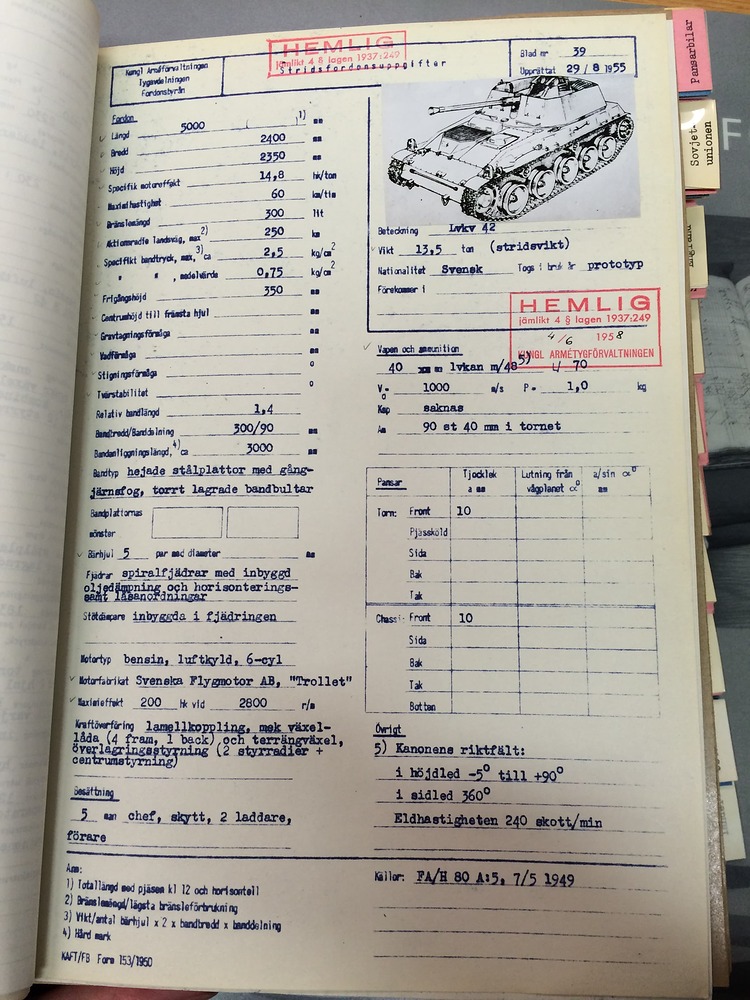 Kungl Arméförvaltningen
Tygavdelningen
Fordonsbyrån
HEMLIG
jämlikt 4 § lagen 1937:249
Stridsfordonsuppgifter
Blad nr 39
Upprättat 29 / 8 1955
Fordon
Längd 5000 ( )1) mm
Bredd 2400 mm
Höjd 2350 mm
Specifik motoreffekt 14,8 hk/ton
Maximihastighet 60 km/tim
Bränslemängd 300 lit
Aktionsradie landsväg, max2) 250 km
Specifikt bandtryck, max,3) ca 2,5 kg/cm2
" " , medelvärde 0,75 kg/cm2
Frigångshöjd 350 mm
Centrumhöjd till främsta hjul mm
Gravtagningsförmåga mm
Vadförmåga mm
Stigningsförmåga o
Tvärstabilitet o
Relativ bandlängd 1,4
Bandbredd/Banddelning 300/90 mm
Bandanliggningslängd,4) ca 3000 mm
Bandtyp hejade stålplattor med gång-
järnsfog, torrt lagrade bandbultar
Bandplattornas
mönster
Bärhjul 5 par med diameter mm
Fjädrar spiralfjädrar med inbyggd
oljedämpning och horisonterings-
samt låsanordningar
Stötdämpare inbyggda i fjädringen
Motortyp bensin, luftkyld, 6-cyl
Motorfabrikat Svenska Flygmotor AB, "Trollet"
Maximieffekt 200 hk vid 2800 r/m
Kraftöverföring lamellkoppling, mek växel-
låda (4 fram, 1 back) och terrängväxel,
överlagringsstyrning (2 styrradier +
centrumstyrning)
Besättning
5 man chef, skytt, 2 laddare,
förare
Anm:
1) Totallängd med pjäsen kl 12 och horisontell
2) Bränslemängd/lägsta bränsleförbrukning
3) Vikt/antal bärhjul x 2 x bandbredd x banddelning
4) Hård mark
KAFT/FB Form 153/1950
Beteckning Lvkv 42
Vikt 13,5 ton (stridsvikt)
Nationalitet Svensk Togs i bruk år prototyp
Förekommer i
HEMLIG
jämlikt 4 § lagen 1937:249
4/6 1958
KUNGL ARMÉTYGFÖRVALTNINGEN
Vapen och ammunition
40 mm lvkan m/48 5) L/ 70
V0 = 1000 m/s P = 1,0 kg
Ksp saknas
Am 90 st 40 mm i tornet
Pansar Tjocklek a mm Lutning från vågplanet α° a/sin α° mm
Torn: Front 10
Pjässköld
Sida
Bak
Tak
Chassi: Front 10
Sida
Bak
Tak
Botten
Övrigt
5) Kanonens riktfält:
i höjdled -5° till +90°
i sidled 360°
Eldhastigheten 240 skott/min
Källor: FA/H 80 A:5, 7/5 1949
Pansarbilar
Sovjet-
unionen
England
F